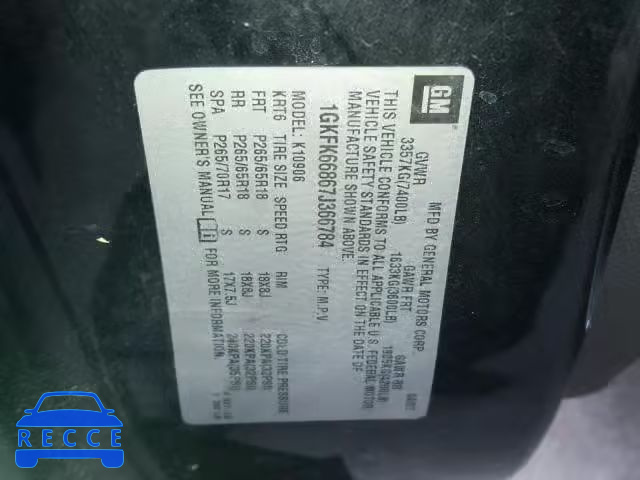 GM
MFD BY GENERAL MOTORS CORP
GVWR GAWR FRT GAWR RR
3357KG(7400LB) 1633KG(3600LB)
THIS VEHICLE CONFORMS TO ALL APPLICABLE U.S. FEDERAL MOTOR
VEHICLE SAFETY STANDARDS IN EFFECT ON THE DATE OF
MANUFACTURE SHOWN ABOVE.
1GKFK66867J366784 TYPE: M.P.V
MODEL: K10906
KRT6 TIRE SIZE SPEED RTG RIM COLD TIRE PRESSURE
FRT P265/65R18 S 18X8J 220KPA(32PSI)
RR P265/65R18 S 18X8J 220KPA(32PSI)
SPA P265/70R17 S 17X7.5J 240KPA(35PSI)
SEE OWNER'S MANUAL FOR MORE INFORMATION
RECCE